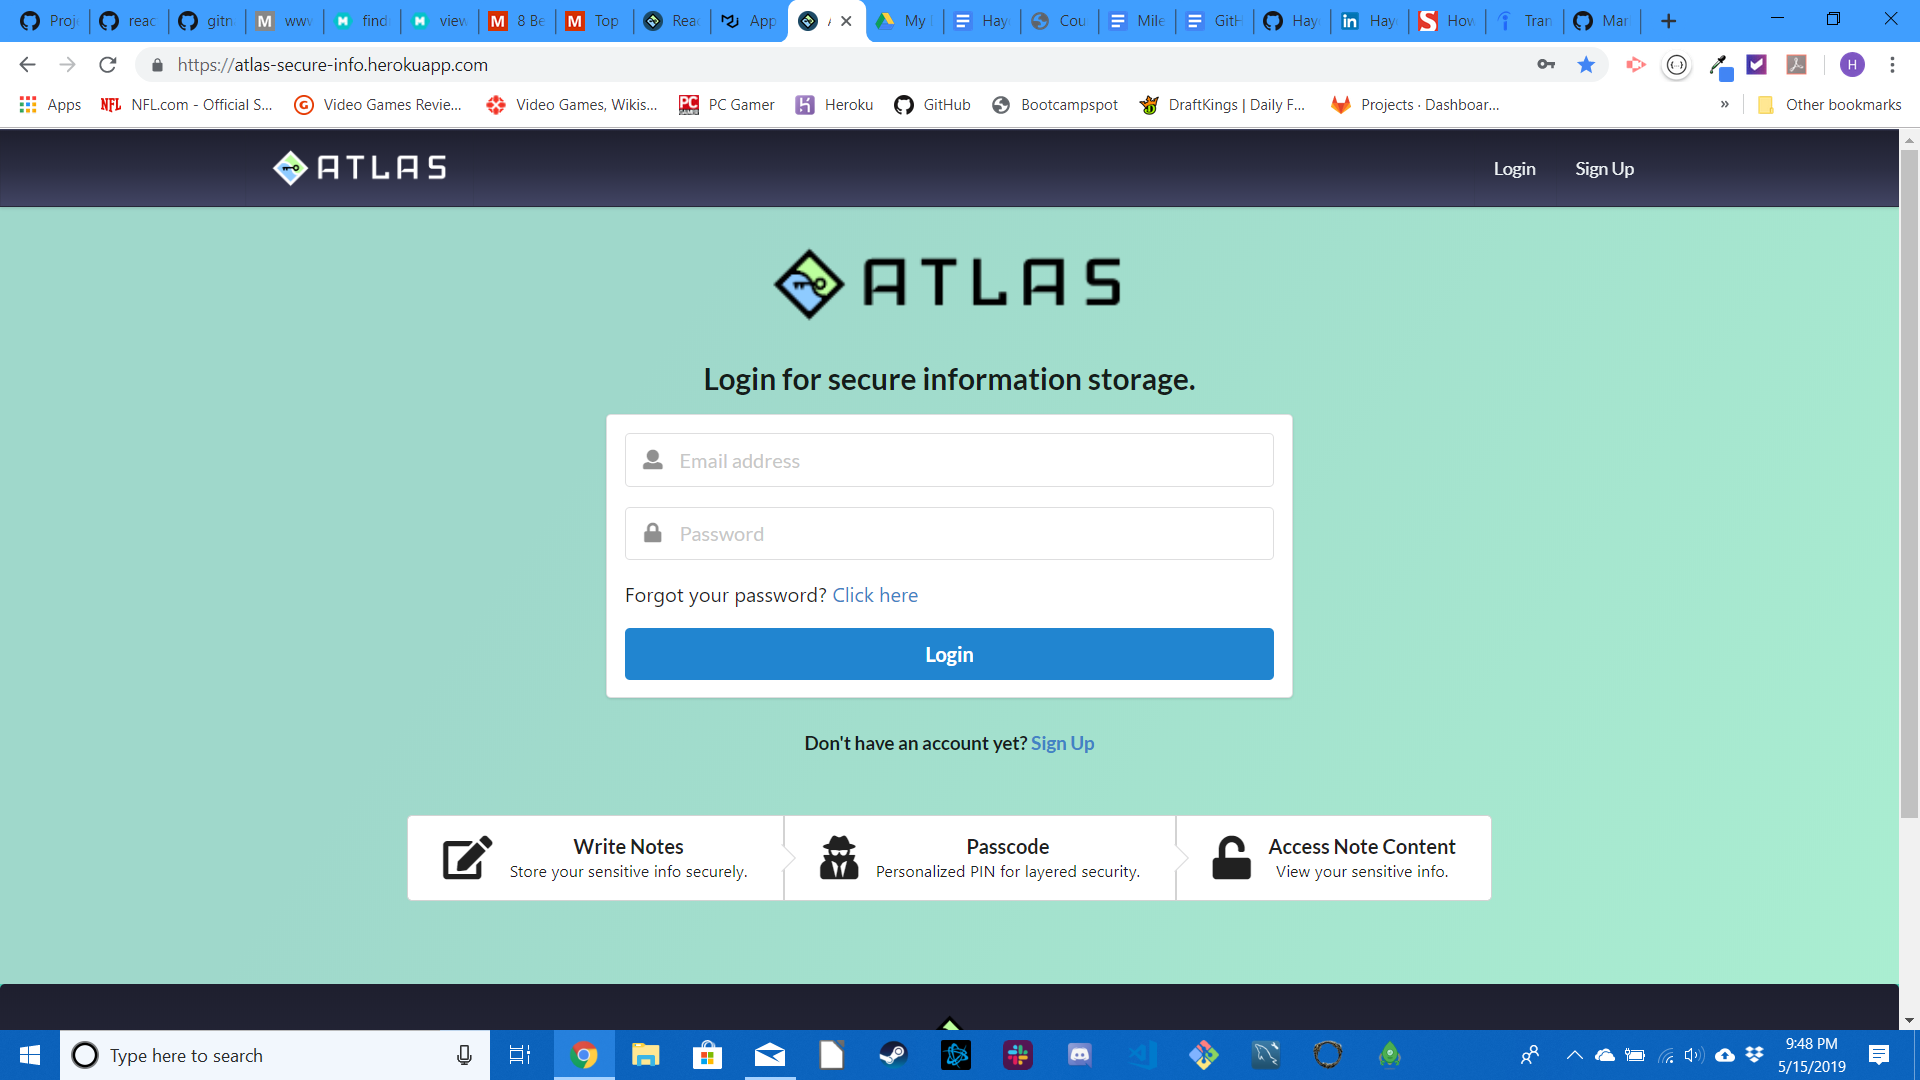 Proj
reac
gitn
www
find
view
8 Be
Top
Reac
App
My
Hay
Cou
Mile
GitH
Hay
Hay
How
Tran
Mar
https://atlas-secure-info.herokuapp.com
H
Apps
NFL.com - Official S...
Video Games Revie...
Video Games, Wikis...
PC Gamer
Heroku
GitHub
Bootcampspot
DraftKings | Daily F...
Projects · Dashboar...
»
Other bookmarks
ATLAS
Login
Sign Up
ATLAS
Login for secure information storage.
Email address
Password
Forgot your password? Click here
Login
Don't have an account yet? Sign Up
Write Notes
Store your sensitive info securely.
Passcode
Personalized PIN for layered security.
Access Note Content
View your sensitive info.
Type here to search
9:48 PM
5/15/2019